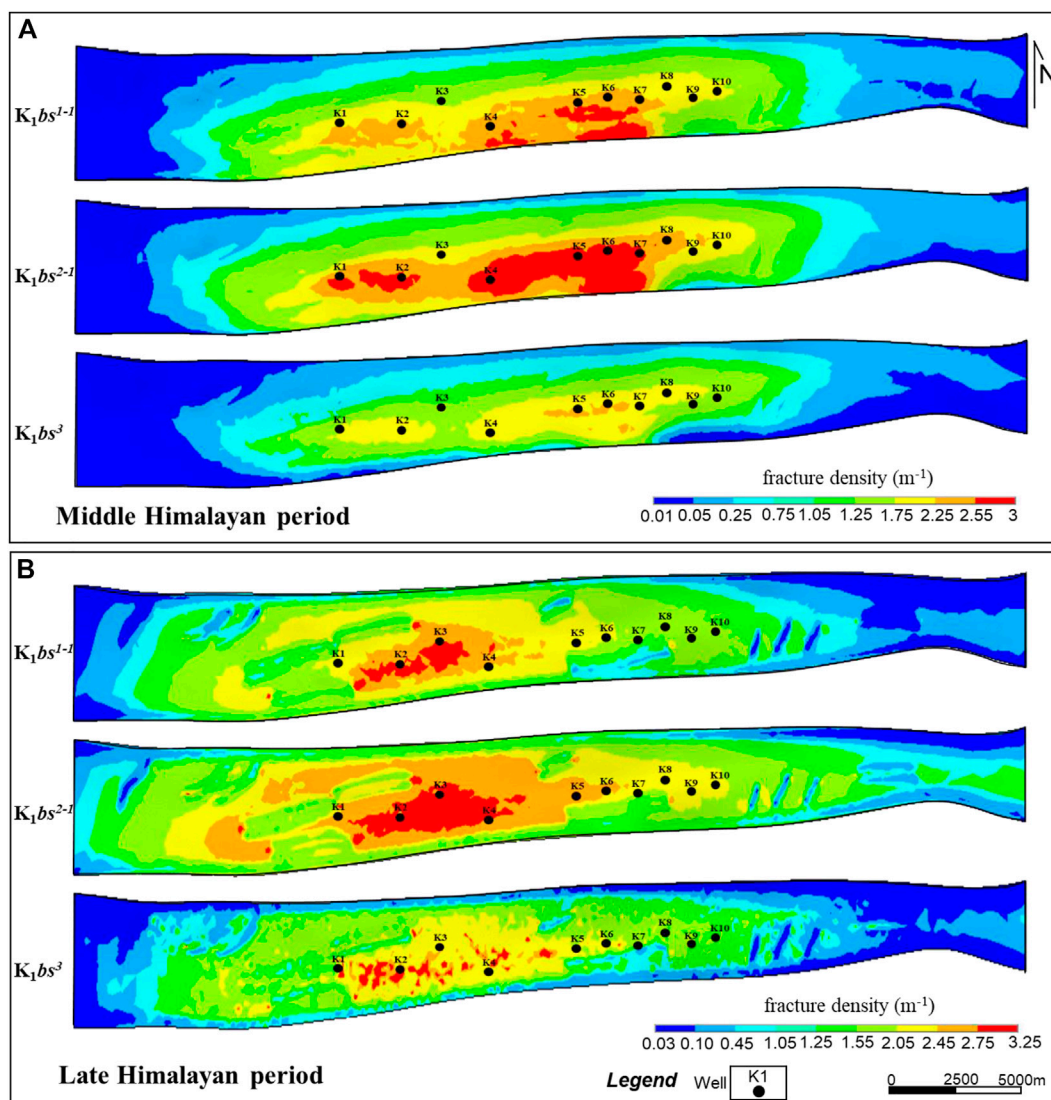 A
N
K₁bs¹⁻¹
K1 K2 K3 K4 K5 K6 K7 K8 K9 K10
K₁bs²⁻¹
K1 K2 K3 K4 K5 K6 K7 K8 K9 K10
K₁bs³
K1 K2 K3 K4 K5 K6 K7 K8 K9 K10
fracture density (m⁻¹)
0.01 0.05 0.25 0.75 1.05 1.25 1.75 2.25 2.55 3
Middle Himalayan period
B
K₁bs¹⁻¹
K1 K2 K3 K4 K5 K6 K7 K8 K9 K10
K₁bs²⁻¹
K1 K2 K3 K4 K5 K6 K7 K8 K9 K10
K₁bs³
K1 K2 K3 K4 K5 K6 K7 K8 K9 K10
fracture density (m⁻¹)
0.03 0.10 0.45 1.05 1.25 1.55 2.05 2.45 2.75 3.25
Late Himalayan period
Legend Well K1
0 2500 5000m